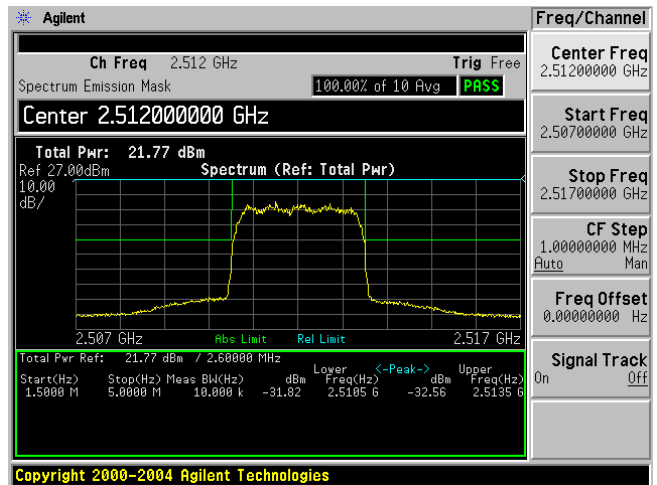 Agilent
Freq/Channel
Ch Freq 2.512 GHz Trig Free
Spectrum Emission Mask 100.00% of 10 Avg PASS
Center 2.512000000 GHz
Total Pwr: 21.77 dBm
Ref 27.00dBm Spectrum (Ref: Total Pwr)
10.00
dB/
2.507 GHz Abs Limit Rel Limit 2.517 GHz
Total Pwr Ref: 21.77 dBm / 2.60000 MHz
Lower <-Peak-> Upper
Start(Hz) Stop(Hz) Meas BW(Hz) dBm Freq(Hz) dBm Freq(Hz)
1.5000 M 5.0000 M 10.000 k -31.82 2.5105 G -32.56 2.5135 G
Center Freq
2.51200000 GHz
Start Freq
2.50700000 GHz
Stop Freq
2.51700000 GHz
CF Step
1.00000000 MHz
Auto Man
Freq Offset
0.00000000 Hz
Signal Track
On Off
Copyright 2000-2004 Agilent Technologies